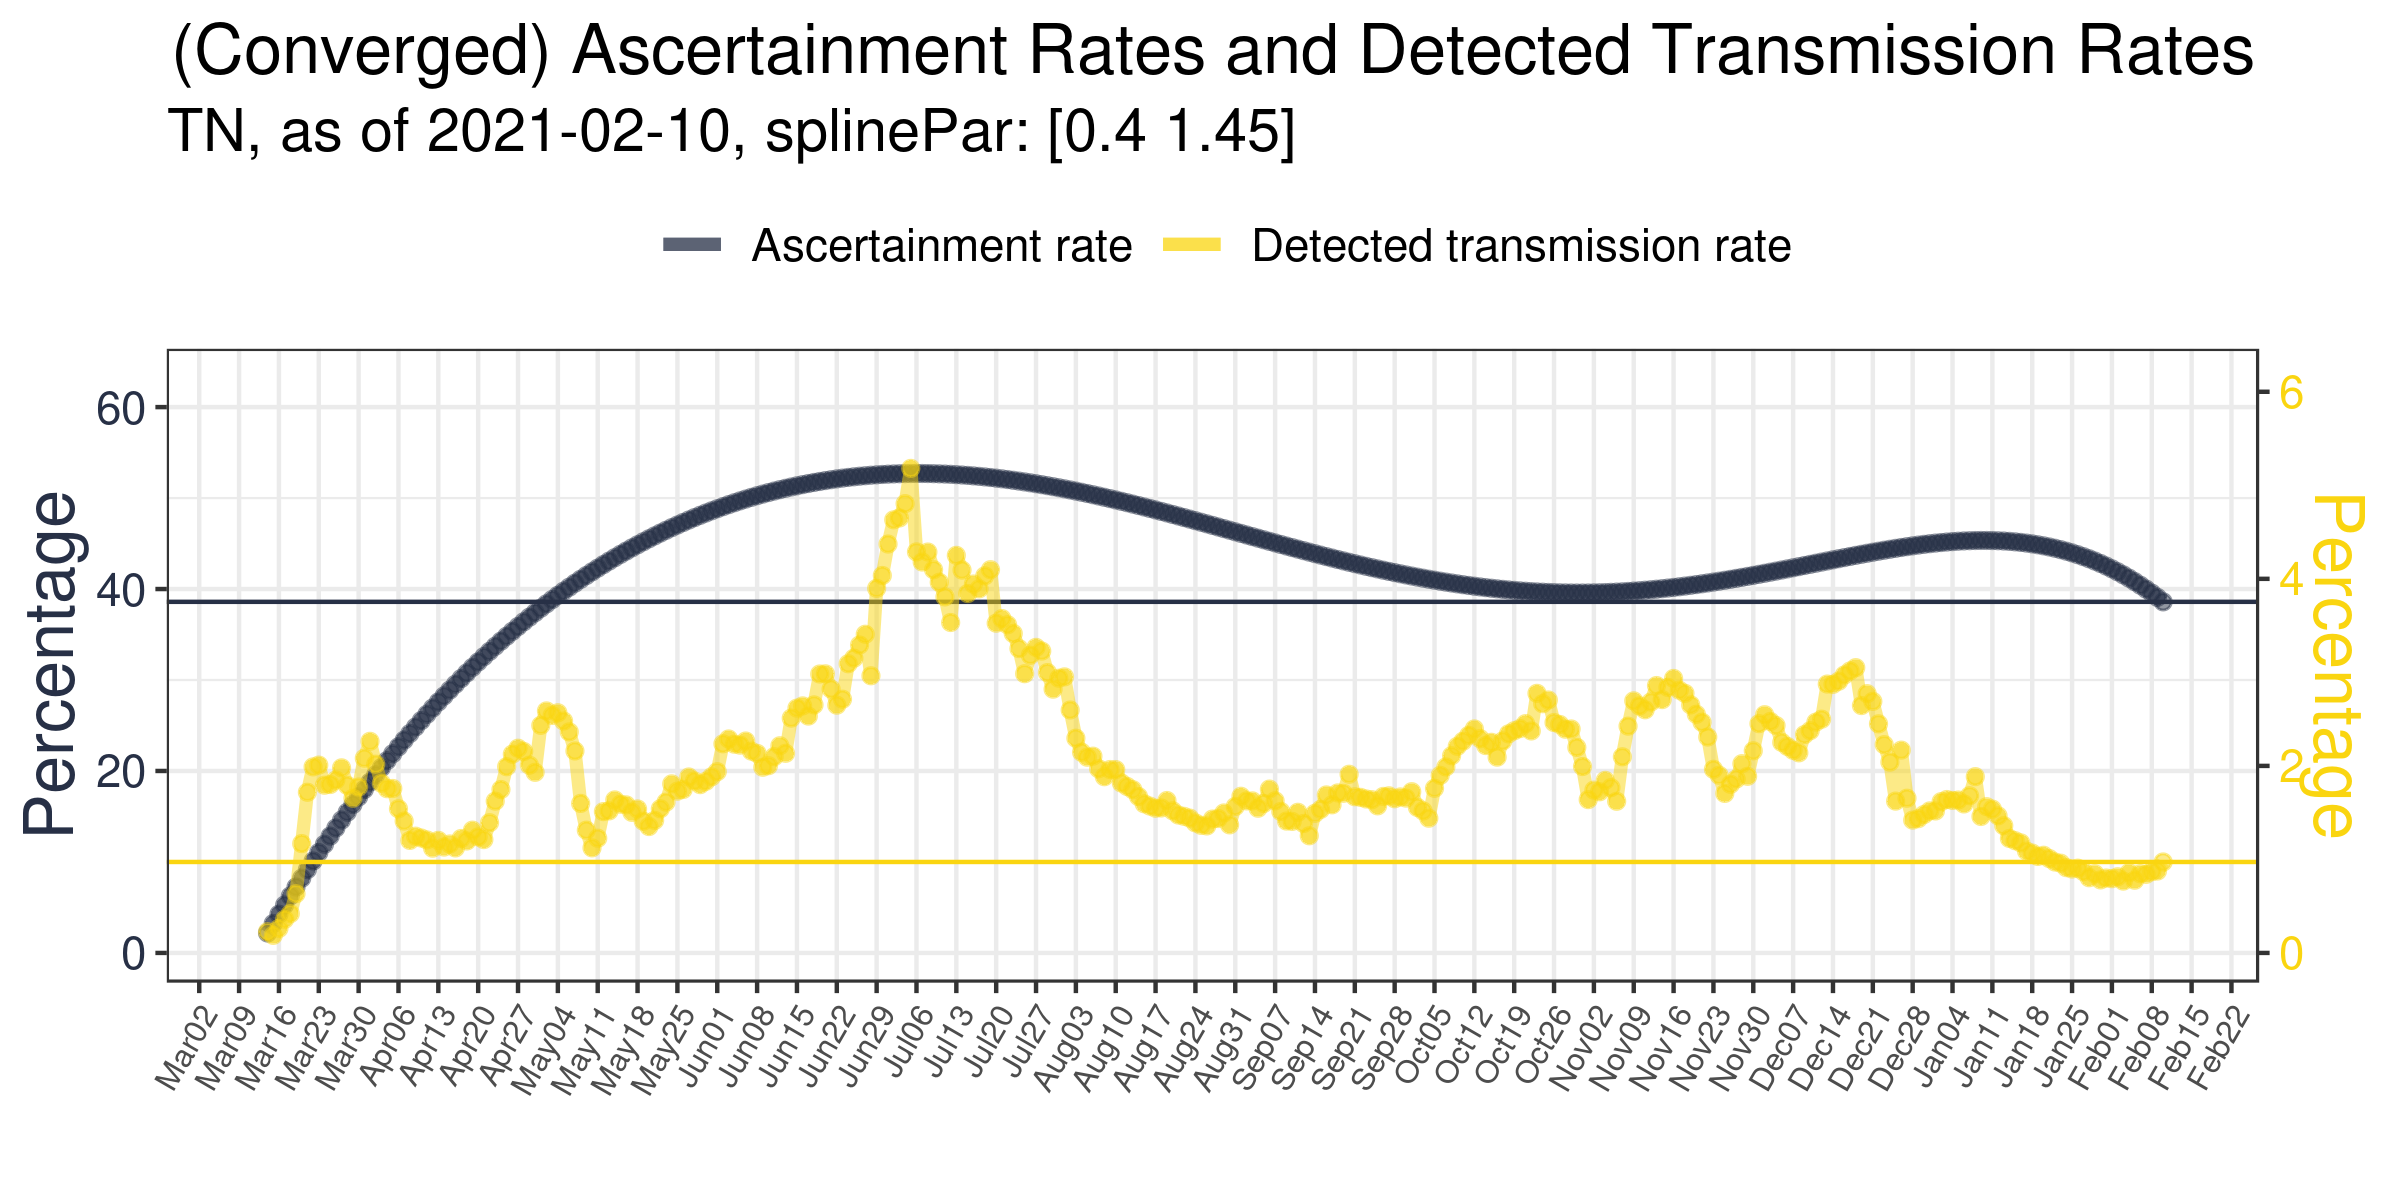 (Converged) Ascertainment Rates and Detected Transmission Rates
TN, as of 2021-02-10, splinePar: [0.4 1.45]
Ascertainment rate
Detected transmission rate
Percentage
60
40
20
0
6
4
2
0
Percentage
Mar02
Mar09
Mar16
Mar23
Mar30
Apr06
Apr13
Apr20
Apr27
May04
May11
May18
May25
Jun01
Jun08
Jun15
Jun22
Jun29
Jul06
Jul13
Jul20
Jul27
Aug03
Aug10
Aug17
Aug24
Aug31
Sep07
Sep14
Sep21
Sep28
Oct05
Oct12
Oct19
Oct26
Nov02
Nov09
Nov16
Nov23
Nov30
Dec07
Dec14
Dec21
Dec28
Jan04
Jan11
Jan18
Jan25
Feb01
Feb08
Feb15
Feb22